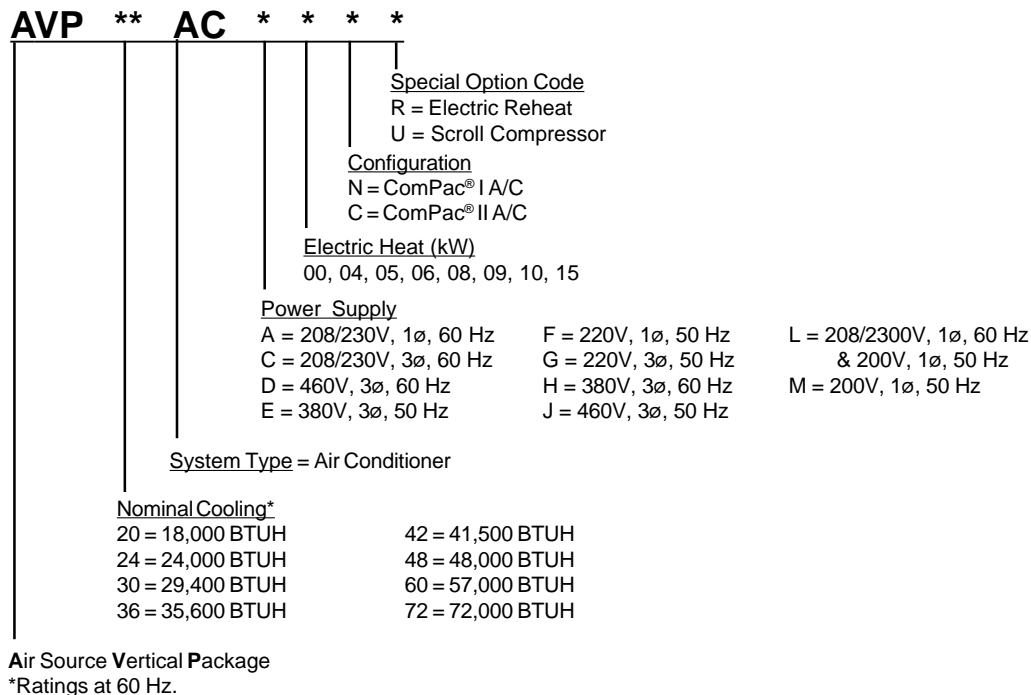 AVP ** AC * * * *
Special Option Code
R = Electric Reheat
U = Scroll Compressor
Configuration
N = ComPac® I A/C
C = ComPac® II A/C
Electric Heat (kW)
00, 04, 05, 06, 08, 09, 10, 15
Power Supply
A = 208/230V, 1ø, 60 Hz
C = 208/230V, 3ø, 60 Hz
D = 460V, 3ø, 60 Hz
E = 380V, 3ø, 50 Hz
F = 220V, 1ø, 50 Hz
G = 220V, 3ø, 50 Hz
H = 380V, 3ø, 60 Hz
J = 460V, 3ø, 50 Hz
L = 208/2300V, 1ø, 60 Hz
& 200V, 1ø, 50 Hz
M = 200V, 1ø, 50 Hz
System Type = Air Conditioner
Nominal Cooling*
20 = 18,000 BTUH
24 = 24,000 BTUH
30 = 29,400 BTUH
36 = 35,600 BTUH
42 = 41,500 BTUH
48 = 48,000 BTUH
60 = 57,000 BTUH
72 = 72,000 BTUH
Air Source Vertical Package
*Ratings at 60 Hz.